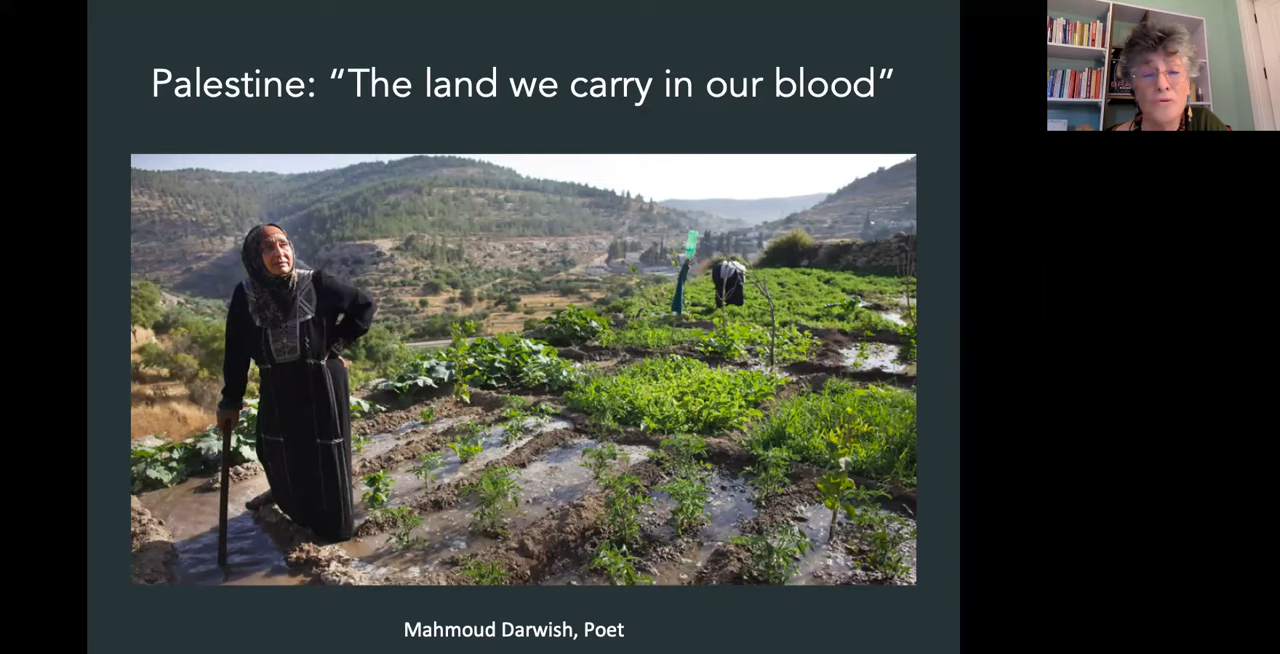 Palestine: “The land we carry in our blood”
Mahmoud Darwish, Poet